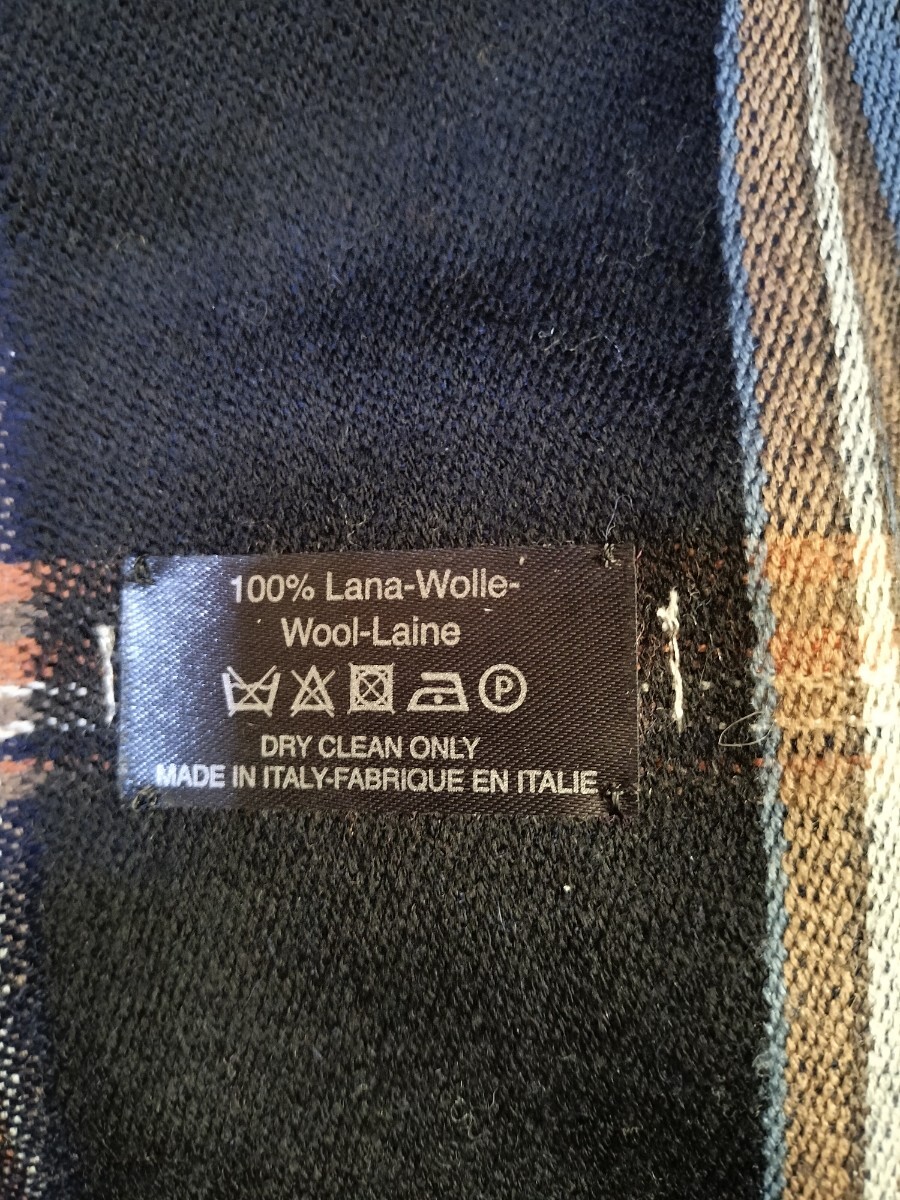 100% Lana-Wolle-
Wool-Laine
P
DRY CLEAN ONLY
MADE IN ITALY-FABRIQUE EN ITALIE